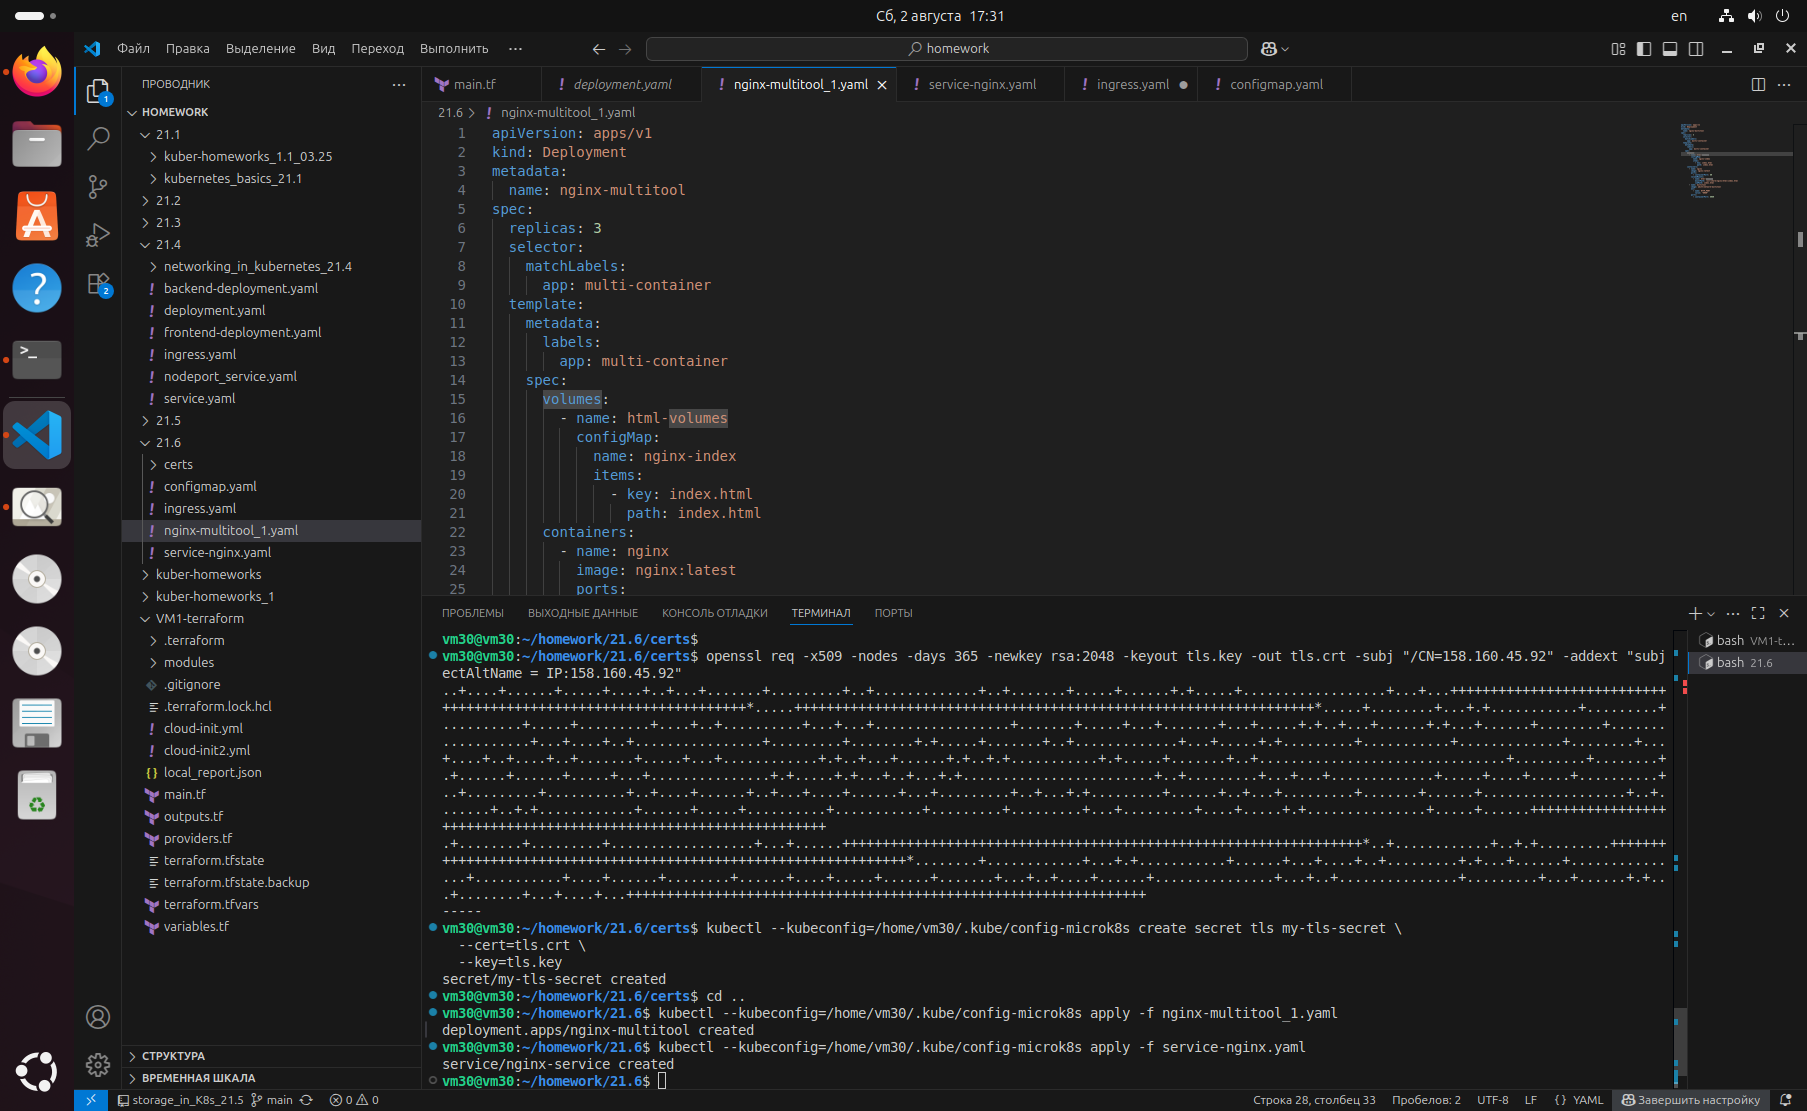 Сб, 2 августа 17:31
en
Файл Правка Выделение Вид Переход Выполнить ···
homework
ПРОВОДНИК
HOMEWORK
21.1
kuber-homeworks_1.1_03.25
kubernetes_basics_21.1
21.2
21.3
21.4
networking_in_kubernetes_21.4
backend-deployment.yaml
deployment.yaml
frontend-deployment.yaml
ingress.yaml
nodeport_service.yaml
service.yaml
21.5
21.6
certs
configmap.yaml
ingress.yaml
nginx-multitool_1.yaml
service-nginx.yaml
kuber-homeworks
kuber-homeworks_1
VM1-terraform
.terraform
modules
.gitignore
.terraform.lock.hcl
cloud-init.yml
cloud-init2.yml
local_report.json
main.tf
outputs.tf
providers.tf
terraform.tfstate
terraform.tfstate.backup
terraform.tfvars
variables.tf
СТРУКТУРА
ВРЕМЕННАЯ ШКАЛА
main.tf deployment.yaml nginx-multitool_1.yaml service-nginx.yaml ingress.yaml configmap.yaml
21.6 > nginx-multitool_1.yaml
1 apiVersion: apps/v1
2 kind: Deployment
3 metadata:
4 name: nginx-multitool
5 spec:
6 replicas: 3
7 selector:
8 matchLabels:
9 app: multi-container
10 template:
11 metadata:
12 labels:
13 app: multi-container
14 spec:
15 volumes:
16 - name: html-volumes
17 configMap:
18 name: nginx-index
19 items:
20 - key: index.html
21 path: index.html
22 containers:
23 - name: nginx
24 image: nginx:latest
25 ports:
ПРОБЛЕМЫ ВЫХОДНЫЕ ДАННЫЕ КОНСОЛЬ ОТЛАДКИ ТЕРМИНАЛ ПОРТЫ
bash VM1-t...
bash 21.6
vm30@vm30:~/homework/21.6/certs$
vm30@vm30:~/homework/21.6/certs$ openssl req -x509 -nodes -days 365 -newkey rsa:2048 -keyout tls.key -out tls.crt -subj "/CN=158.160.45.92" -addext "subj
ectAltName = IP:158.160.45.92"
-----
vm30@vm30:~/homework/21.6/certs$ kubectl --kubeconfig=/home/vm30/.kube/config-microk8s create secret tls my-tls-secret \
--cert=tls.crt \
--key=tls.key
secret/my-tls-secret created
vm30@vm30:~/homework/21.6/certs$ cd ..
vm30@vm30:~/homework/21.6$ kubectl --kubeconfig=/home/vm30/.kube/config-microk8s apply -f nginx-multitool_1.yaml
deployment.apps/nginx-multitool created
vm30@vm30:~/homework/21.6$ kubectl --kubeconfig=/home/vm30/.kube/config-microk8s apply -f service-nginx.yaml
service/nginx-service created
vm30@vm30:~/homework/21.6$
storage_in_K8s_21.5 main 0 0 Строка 28, столбец 33 Пробелов: 2 UTF-8 LF {} YAML Завершить настройку